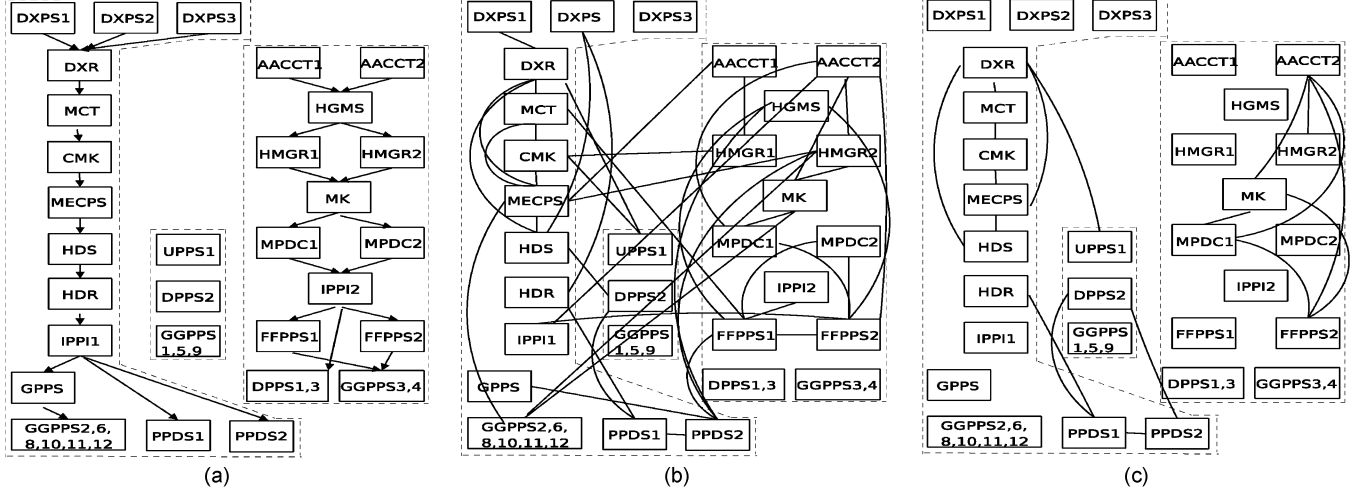 DXPS1 DXPS2 DXPS3
DXR
MCT
CMK
MECPS
HDS
HDR
IPPI1
GPPS
GGPPS2,6,
8,10,11,12
PPDS1
PPDS2
UPPS1
DPPS2
GGPPS
1,5,9
AACCT1 AACCT2
HGMS
HMGR1 HMGR2
MK
MPDC1 MPDC2
IPPI2
FFPPS1 FFPPS2
DPPS1,3 GGPPS3,4
(a)
DXPS1 DXPS DXPS3
DXR
MCT
CMK
MECPS
HDS
HDR
IPPI1
GPPS
GGPPS2,6,
8,10,11,12
PPDS1 PPDS2
UPPS1
DPPS2
GGPPS
1,5,9
AACCT1 AACCT2
HGMS
HMGR1 HMGR2
MK
MPDC1 MPDC2
IPPI2
FFPPS1 FFPPS2
DPPS1,3 GGPPS3,4
(b)
DXPS1 DXPS2 DXPS3
DXR
MCT
CMK
MECPS
HDS
HDR
IPPI1
GPPS
GGPPS2,6,
8,10,11,12
PPDS1 PPDS2
UPPS1
DPPS2
GGPPS
1,5,9
AACCT1 AACCT2
HGMS
HMGR1 HMGR2
MK
MPDC1 MPDC2
IPPI2
FFPPS1 FFPPS2
DPPS1,3 GGPPS3,4
(c)